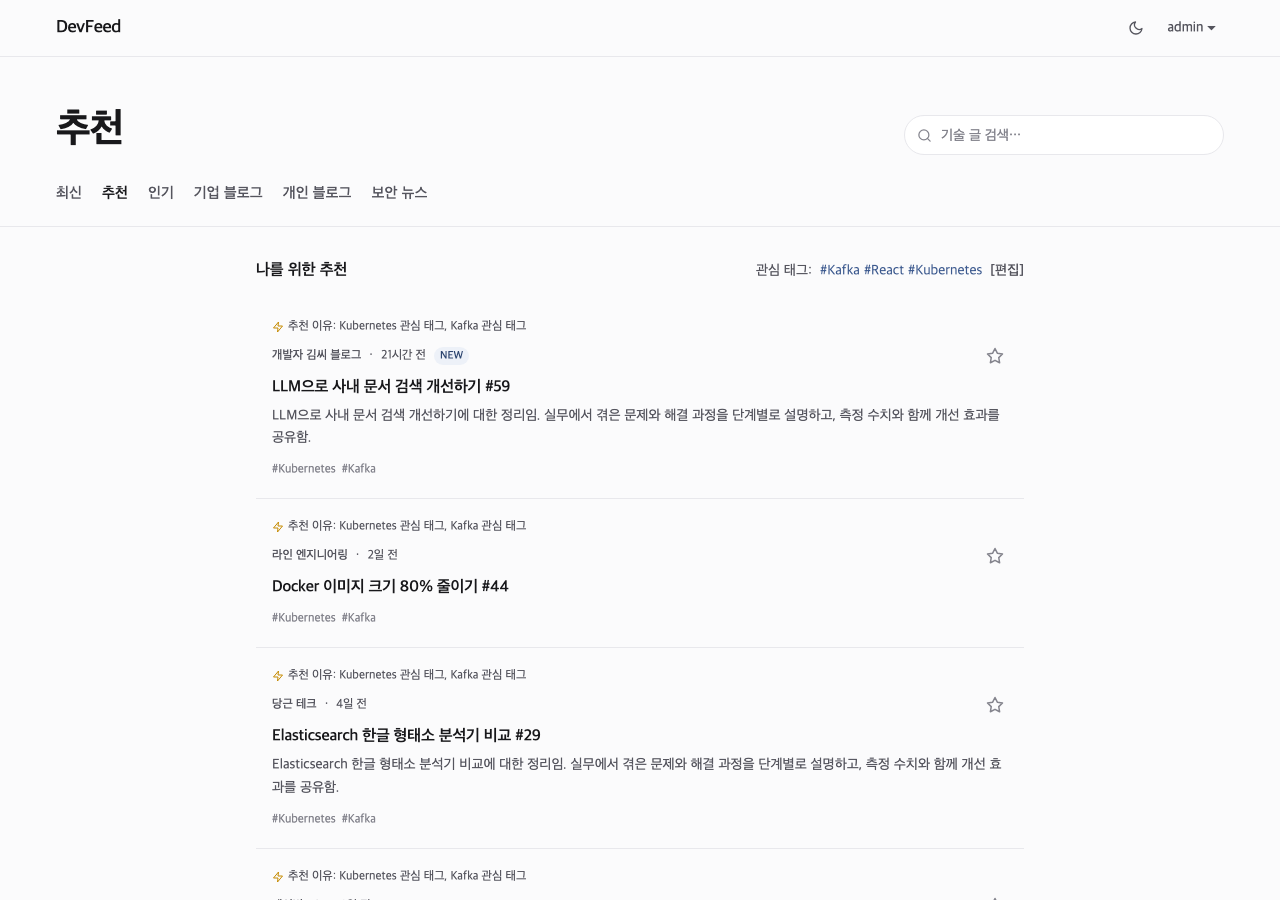 DevFeed
admin
추천
기술 글 검색…
최신 추천 인기 기업 블로그 개인 블로그 보안 뉴스
나를 위한 추천
관심 태그: #Kafka #React #Kubernetes [편집]
추천 이유: Kubernetes 관심 태그, Kafka 관심 태그
개발자 김씨 블로그 · 21시간 전 NEW
LLM으로 사내 문서 검색 개선하기 #59
LLM으로 사내 문서 검색 개선하기에 대한 정리임. 실무에서 겪은 문제와 해결 과정을 단계별로 설명하고, 측정 수치와 함께 개선 효과를
공유함.
#Kubernetes #Kafka
추천 이유: Kubernetes 관심 태그, Kafka 관심 태그
라인 엔지니어링 · 2일 전
Docker 이미지 크기 80% 줄이기 #44
#Kubernetes #Kafka
추천 이유: Kubernetes 관심 태그, Kafka 관심 태그
당근 테크 · 4일 전
Elasticsearch 한글 형태소 분석기 비교 #29
Elasticsearch 한글 형태소 분석기 비교에 대한 정리임. 실무에서 겪은 문제와 해결 과정을 단계별로 설명하고, 측정 수치와 함께 개선 효
과를 공유함.
#Kubernetes #Kafka
추천 이유: Kubernetes 관심 태그, Kafka 관심 태그